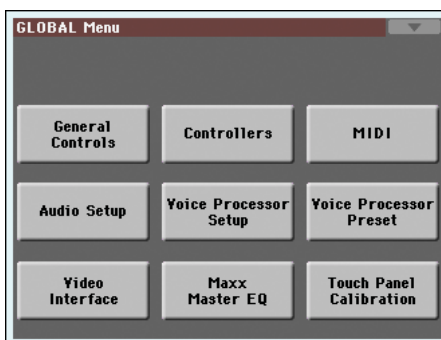 GLOBAL Menu
General
Controls
Controllers
MIDI
Audio Setup
Voice Processor
Setup
Voice Processor
Preset
Video
Interface
Maxx
Master EQ
Touch Panel
Calibration